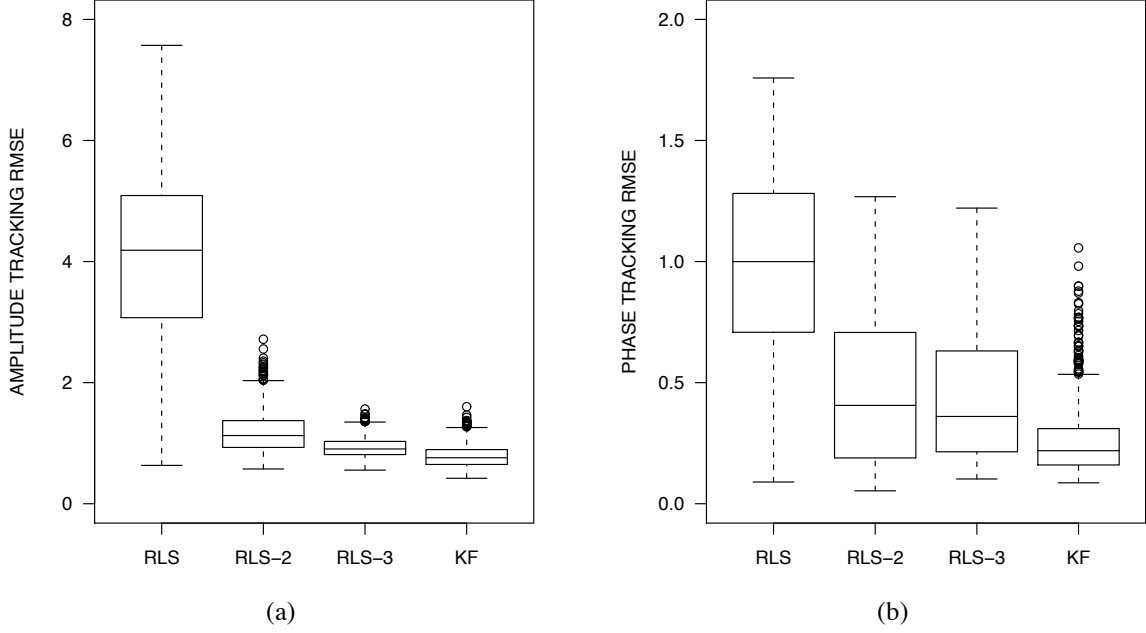 AMPLITUDE TRACKING RMSE
8
6
4
2
0
RLS RLS−2 RLS−3 KF
(a)
PHASE TRACKING RMSE
2.0
1.5
1.0
0.5
0.0
RLS RLS−2 RLS−3 KF
(b)